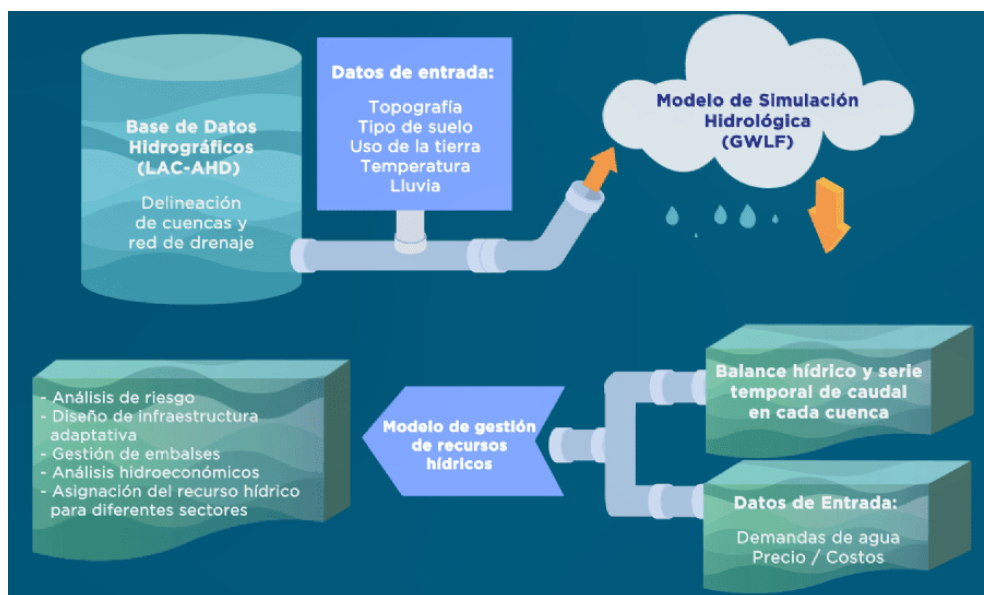 Base de Datos
Hidrográficos
(LAC-AHD)
Delineación
de cuencas y
red de drenaje
Datos de entrada:
Topografía
Tipo de suelo
Uso de la tierra
Temperatura
Lluvia
Modelo de Simulación
Hidrológica
(GWLF)
Balance hídrico y serie
temporal de caudal
en cada cuenca
Datos de Entrada:
Demandas de agua
Precio / Costos
Modelo de gestión
de recursos
hídricos
- Análisis de riesgo
- Diseño de infraestructura
adaptativa
- Gestión de embalses
- Análisis hidroeconómicos
- Asignación del recurso hídrico
para diferentes sectores